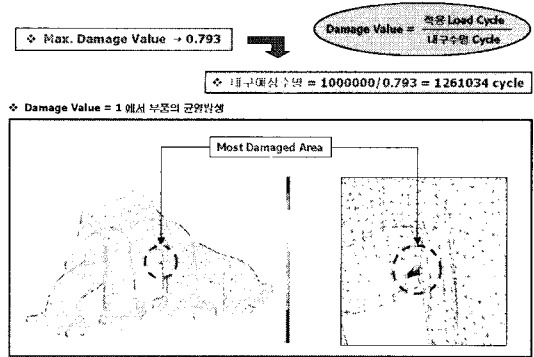 ❖ Max. Damage Value → 0.793
Damage Value = 적용 Load Cycle / 내구수명 Cycle
❖ 내구예상수명 = 1000000/0.793 = 1261034 cycle
❖ Damage Value = 1 에서 부품의 균열발생
Most Damaged Area